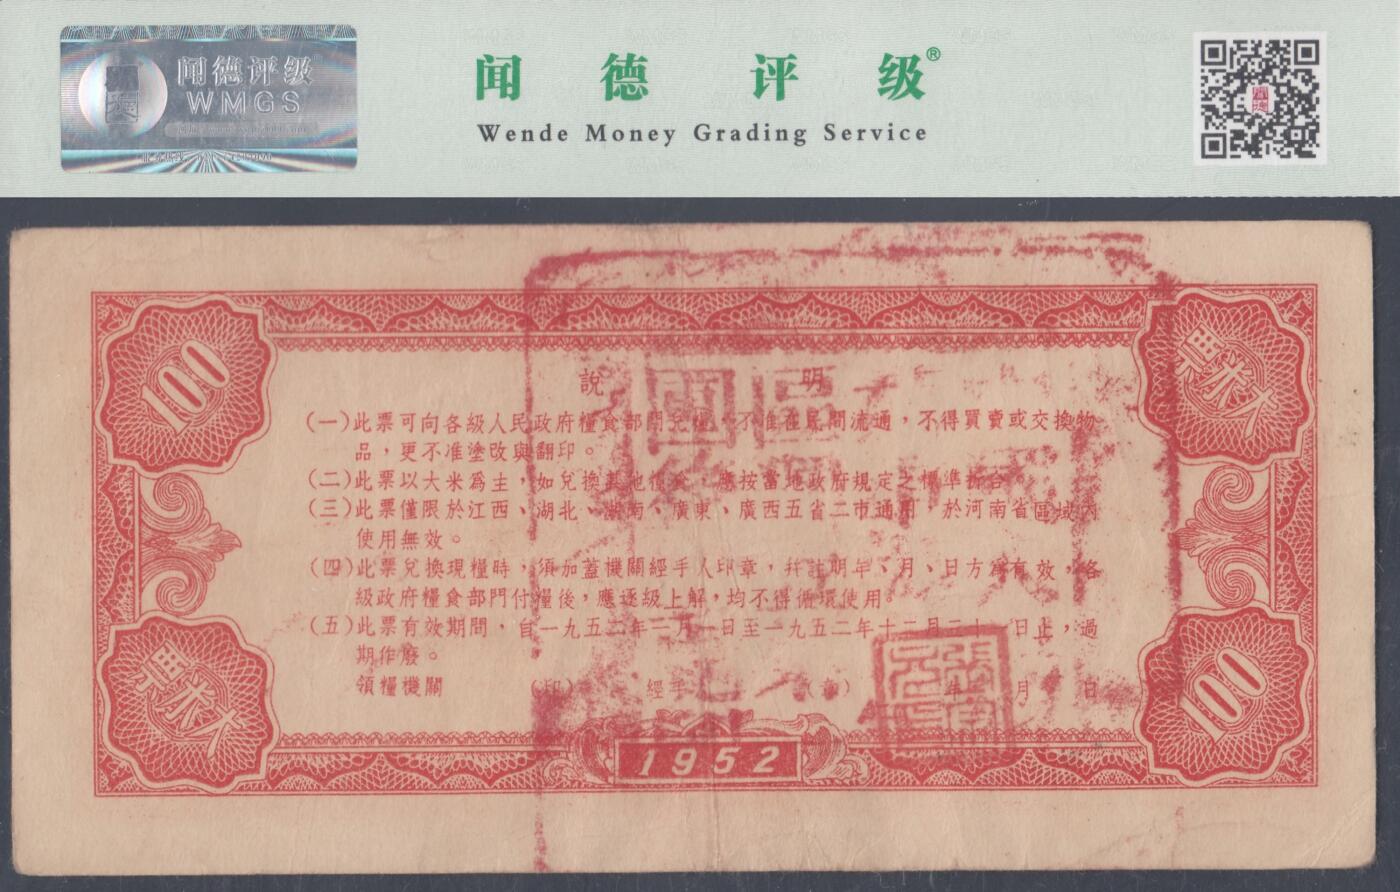 闻德评级
WMGS
闻 德 评 级®
Wende Money Grading Service
100
大米票
說 明
(一)此票可向各級人民政府糧食部門兌糧,不准在民間流通,不得買賣或交換物
品,更不准塗改與翻印。
(二)此票以大米爲主,如兌換其他糧食,應按當地政府規定之標準折合。
(三)此票僅限於江西、湖北、湖南、廣東、廣西五省二市通用,於河南省區域內
使用無效。
(四)此票兌換現糧時,須加蓋機關經手人印章,幷註明年、月、日方爲有效,各
級政府糧食部門付糧後,應逐級上解,均不得循環使用。
(五)此票有效期間,自一九五二年一月一日至一九五二年十二月三十一日止,過
期作廢。
領糧機關 (印) 經手人 (章) 年 月 日
大米票
100
1952